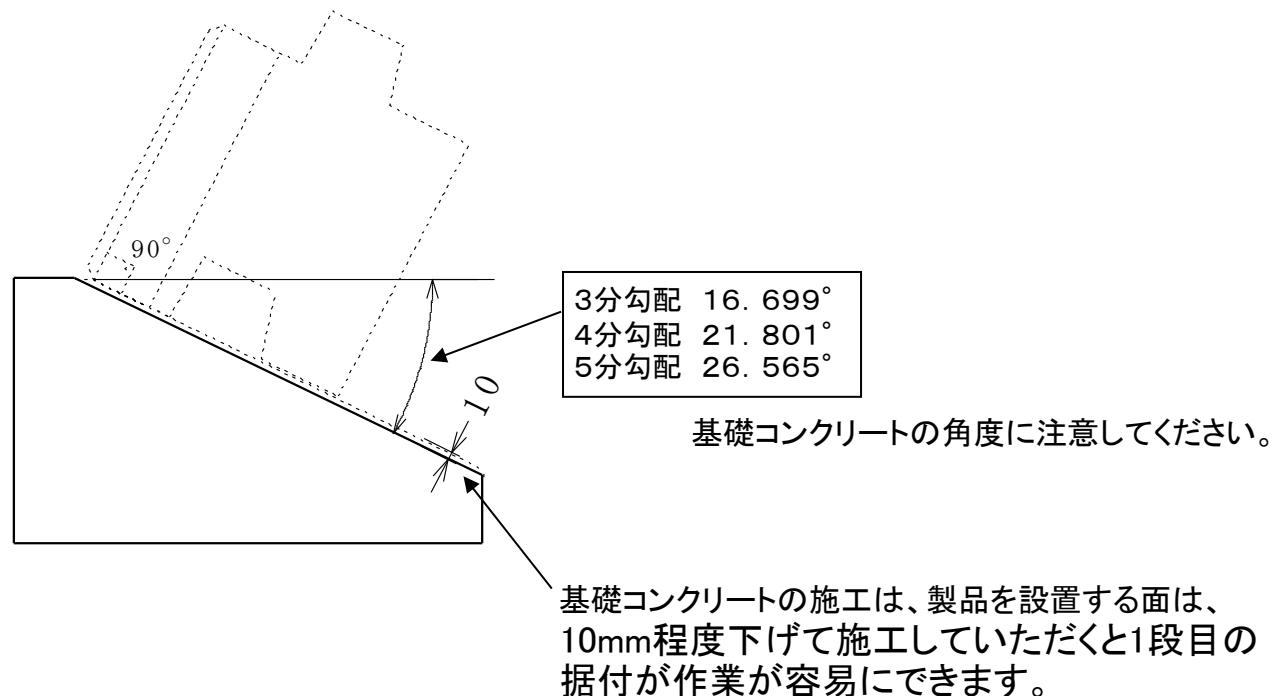 90°
3分勾配 16.699°
4分勾配 21.801°
5分勾配 26.565°
10
基礎コンクリートの角度に注意してください。
基礎コンクリートの施工は、製品を設置する面は、
10mm程度下げて施工していただくと1段目の
据付が作業が容易にできます。